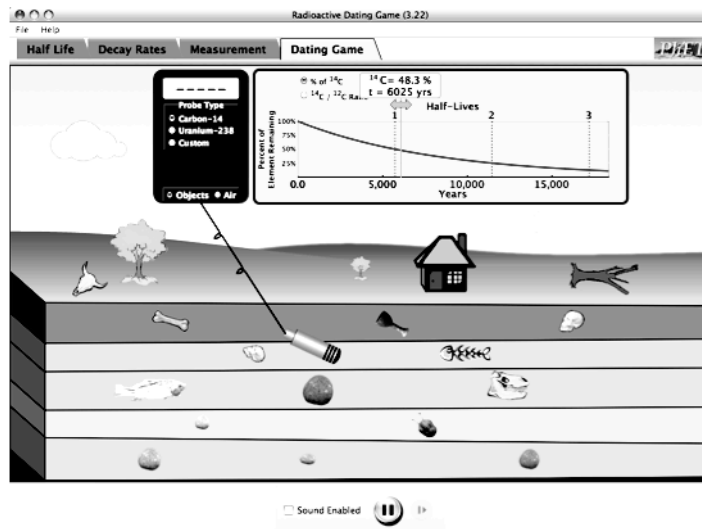 Radioactive Dating Game (3.22)
File Help
Half Life Decay Rates Measurement Dating Game
PhET
-----
Probe Type
Carbon-14
Uranium-238
Custom
Objects Air
% of ¹⁴C
¹⁴C / ¹²C
¹⁴C= 48.3 %
t = 6025 yrs
Half-Lives
1 2 3
Percent of
Element Remaining
100%
75%
50%
25%
0.0 5,000 10,000 15,000
Years
Sound Enabled